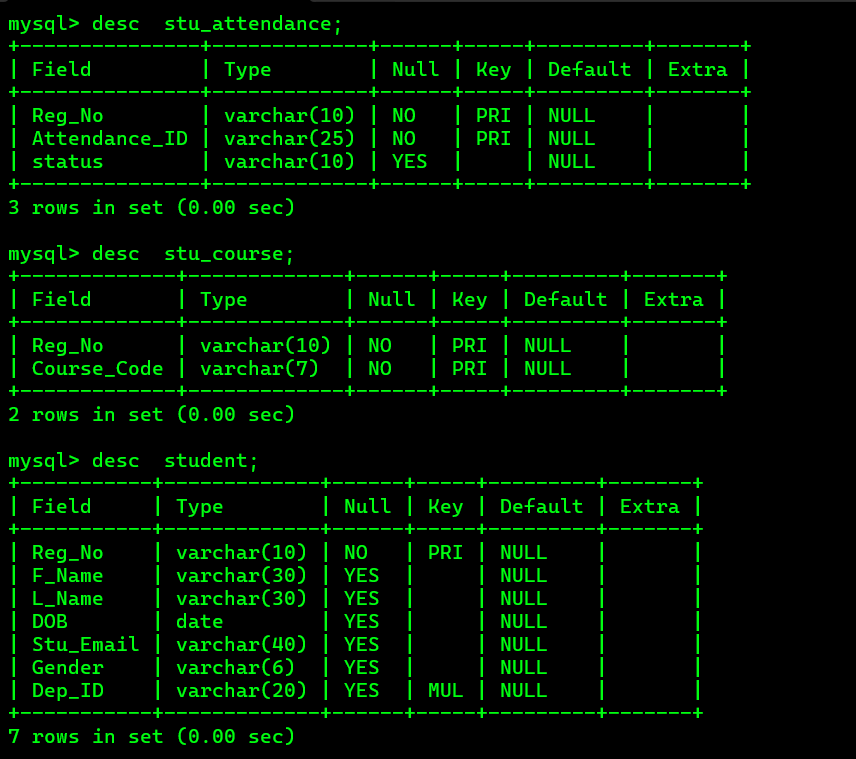 mysql> desc  stu_attendance;
+---------------+-------------+------+-----+---------+-------+
| Field         | Type        | Null | Key | Default | Extra |
+---------------+-------------+------+-----+---------+-------+
| Reg_No        | varchar(10) | NO   | PRI | NULL    |       |
| Attendance_ID | varchar(25) | NO   | PRI | NULL    |       |
| status        | varchar(10) | YES  |     | NULL    |       |
+---------------+-------------+------+-----+---------+-------+
3 rows in set (0.00 sec)
mysql> desc  stu_course;
+-------------+-------------+------+-----+---------+-------+
| Field       | Type        | Null | Key | Default | Extra |
+-------------+-------------+------+-----+---------+-------+
| Reg_No      | varchar(10) | NO   | PRI | NULL    |       |
| Course_Code | varchar(7)  | NO   | PRI | NULL    |       |
+-------------+-------------+------+-----+---------+-------+
2 rows in set (0.00 sec)
mysql> desc  student;
+-----------+-------------+------+-----+---------+-------+
| Field     | Type        | Null | Key | Default | Extra |
+-----------+-------------+------+-----+---------+-------+
| Reg_No    | varchar(10) | NO   | PRI | NULL    |       |
| F_Name    | varchar(30) | YES  |     | NULL    |       |
| L_Name    | varchar(30) | YES  |     | NULL    |       |
| DOB       | date        | YES  |     | NULL    |       |
| Stu_Email | varchar(40) | YES  |     | NULL    |       |
| Gender    | varchar(6)  | YES  |     | NULL    |       |
| Dep_ID    | varchar(20) | YES  | MUL | NULL    |       |
+-----------+-------------+------+-----+---------+-------+
7 rows in set (0.00 sec)